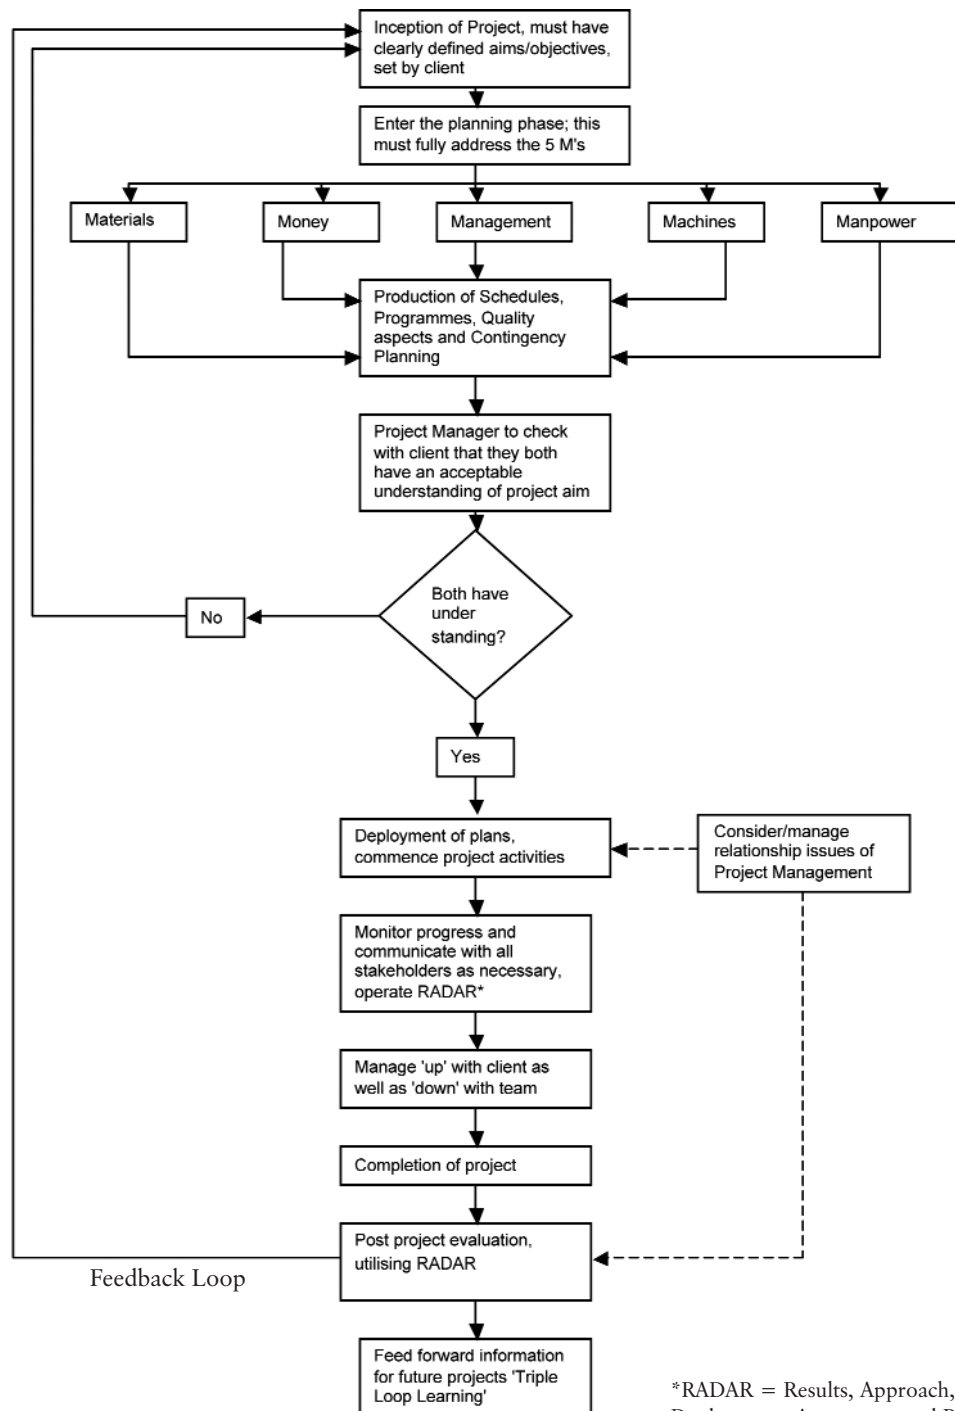 Inception of Project, must have
clearly defined aims/objectives,
set by client
Enter the planning phase; this
must fully address the 5 M's
Materials
Money
Management
Machines
Manpower
Production of Schedules,
Programmes, Quality
aspects and Contingency
Planning
Project Manager to check
with client that they both
have an acceptable
understanding of project aim
Both have
under
standing?
No
Yes
Deployment of plans,
commence project activities
Consider/manage
relationship issues of
Project Management
Monitor progress and
communicate with all
stakeholders as necessary,
operate RADAR*
Manage 'up' with client as
well as 'down' with team
Completion of project
Post project evaluation,
utilising RADAR
Feedback Loop
Feed forward information
for future projects 'Triple
Loop Learning'
*RADAR = Results, Approach,